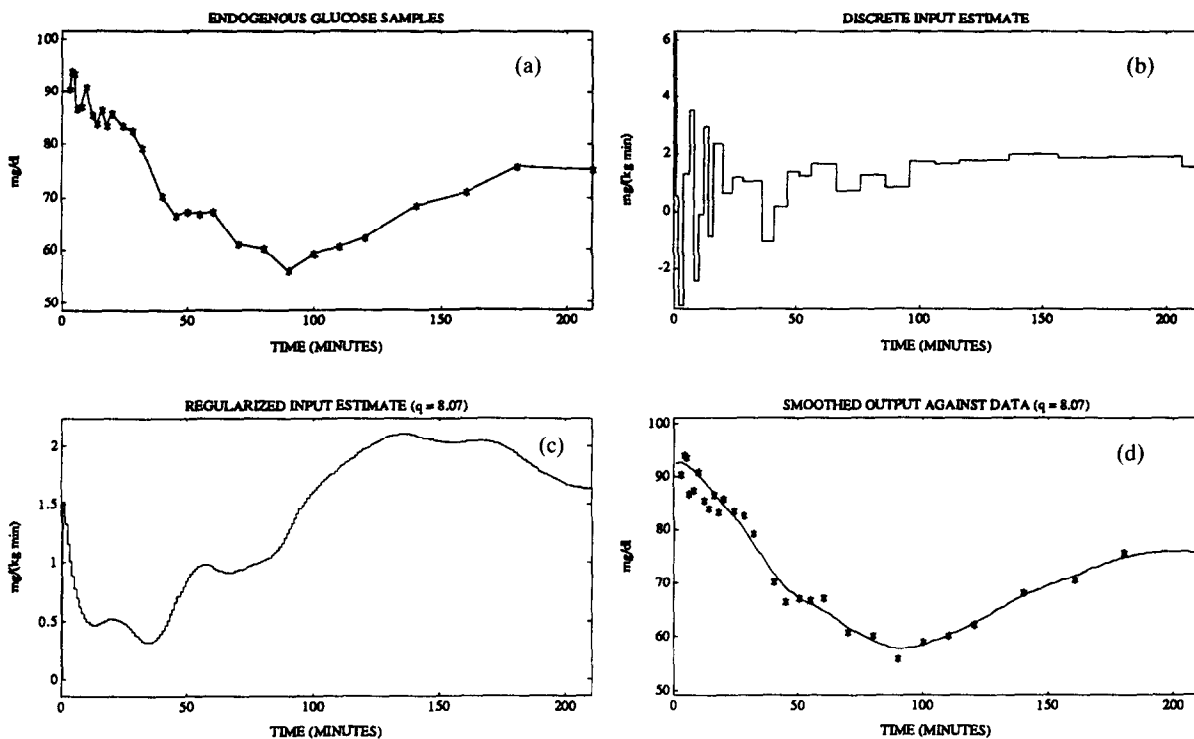 ENDOGENOUS GLUCOSE SAMPLES
(a)
mg/dl
100
90
80
70
60
50
0
50
100
150
200
TIME (MINUTES)
DISCRETE INPUT ESTIMATE
(b)
mg/(kg min)
6
4
2
0
-2
0
50
100
150
200
TIME (MINUTES)
REGULARIZED INPUT ESTIMATE (q = 8.07)
(c)
mg/(kg min)
2
1.5
1
0.5
0
0
50
100
150
200
TIME (MINUTES)
SMOOTHED OUTPUT AGAINST DATA (q = 8.07)
(d)
mg/dl
100
90
80
70
60
50
0
50
100
150
200
TIME (MINUTES)